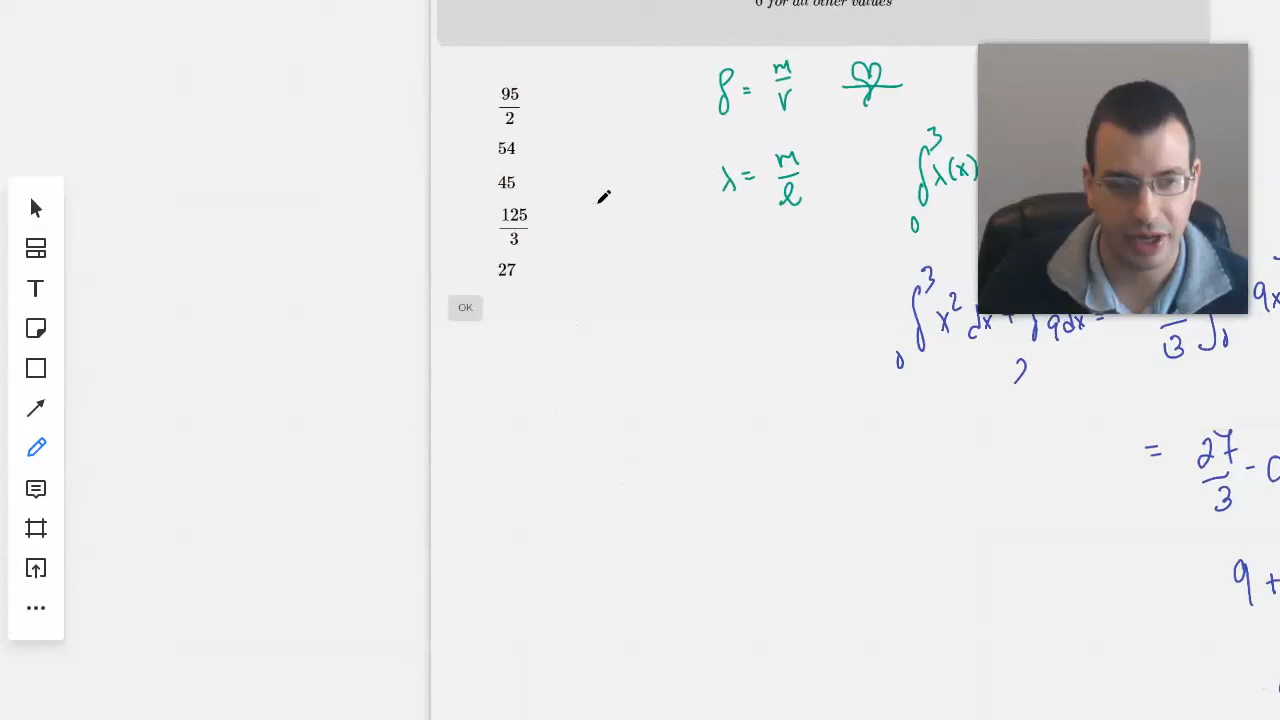 0 for all other values
95/2
54
45
125/3
27
OK
T
ρ = m/V
λ = m/l
∫₀³ λ(x)
∫₀³ x² dx + ∫ 9dx =
9x
27/3 - 0
9 +